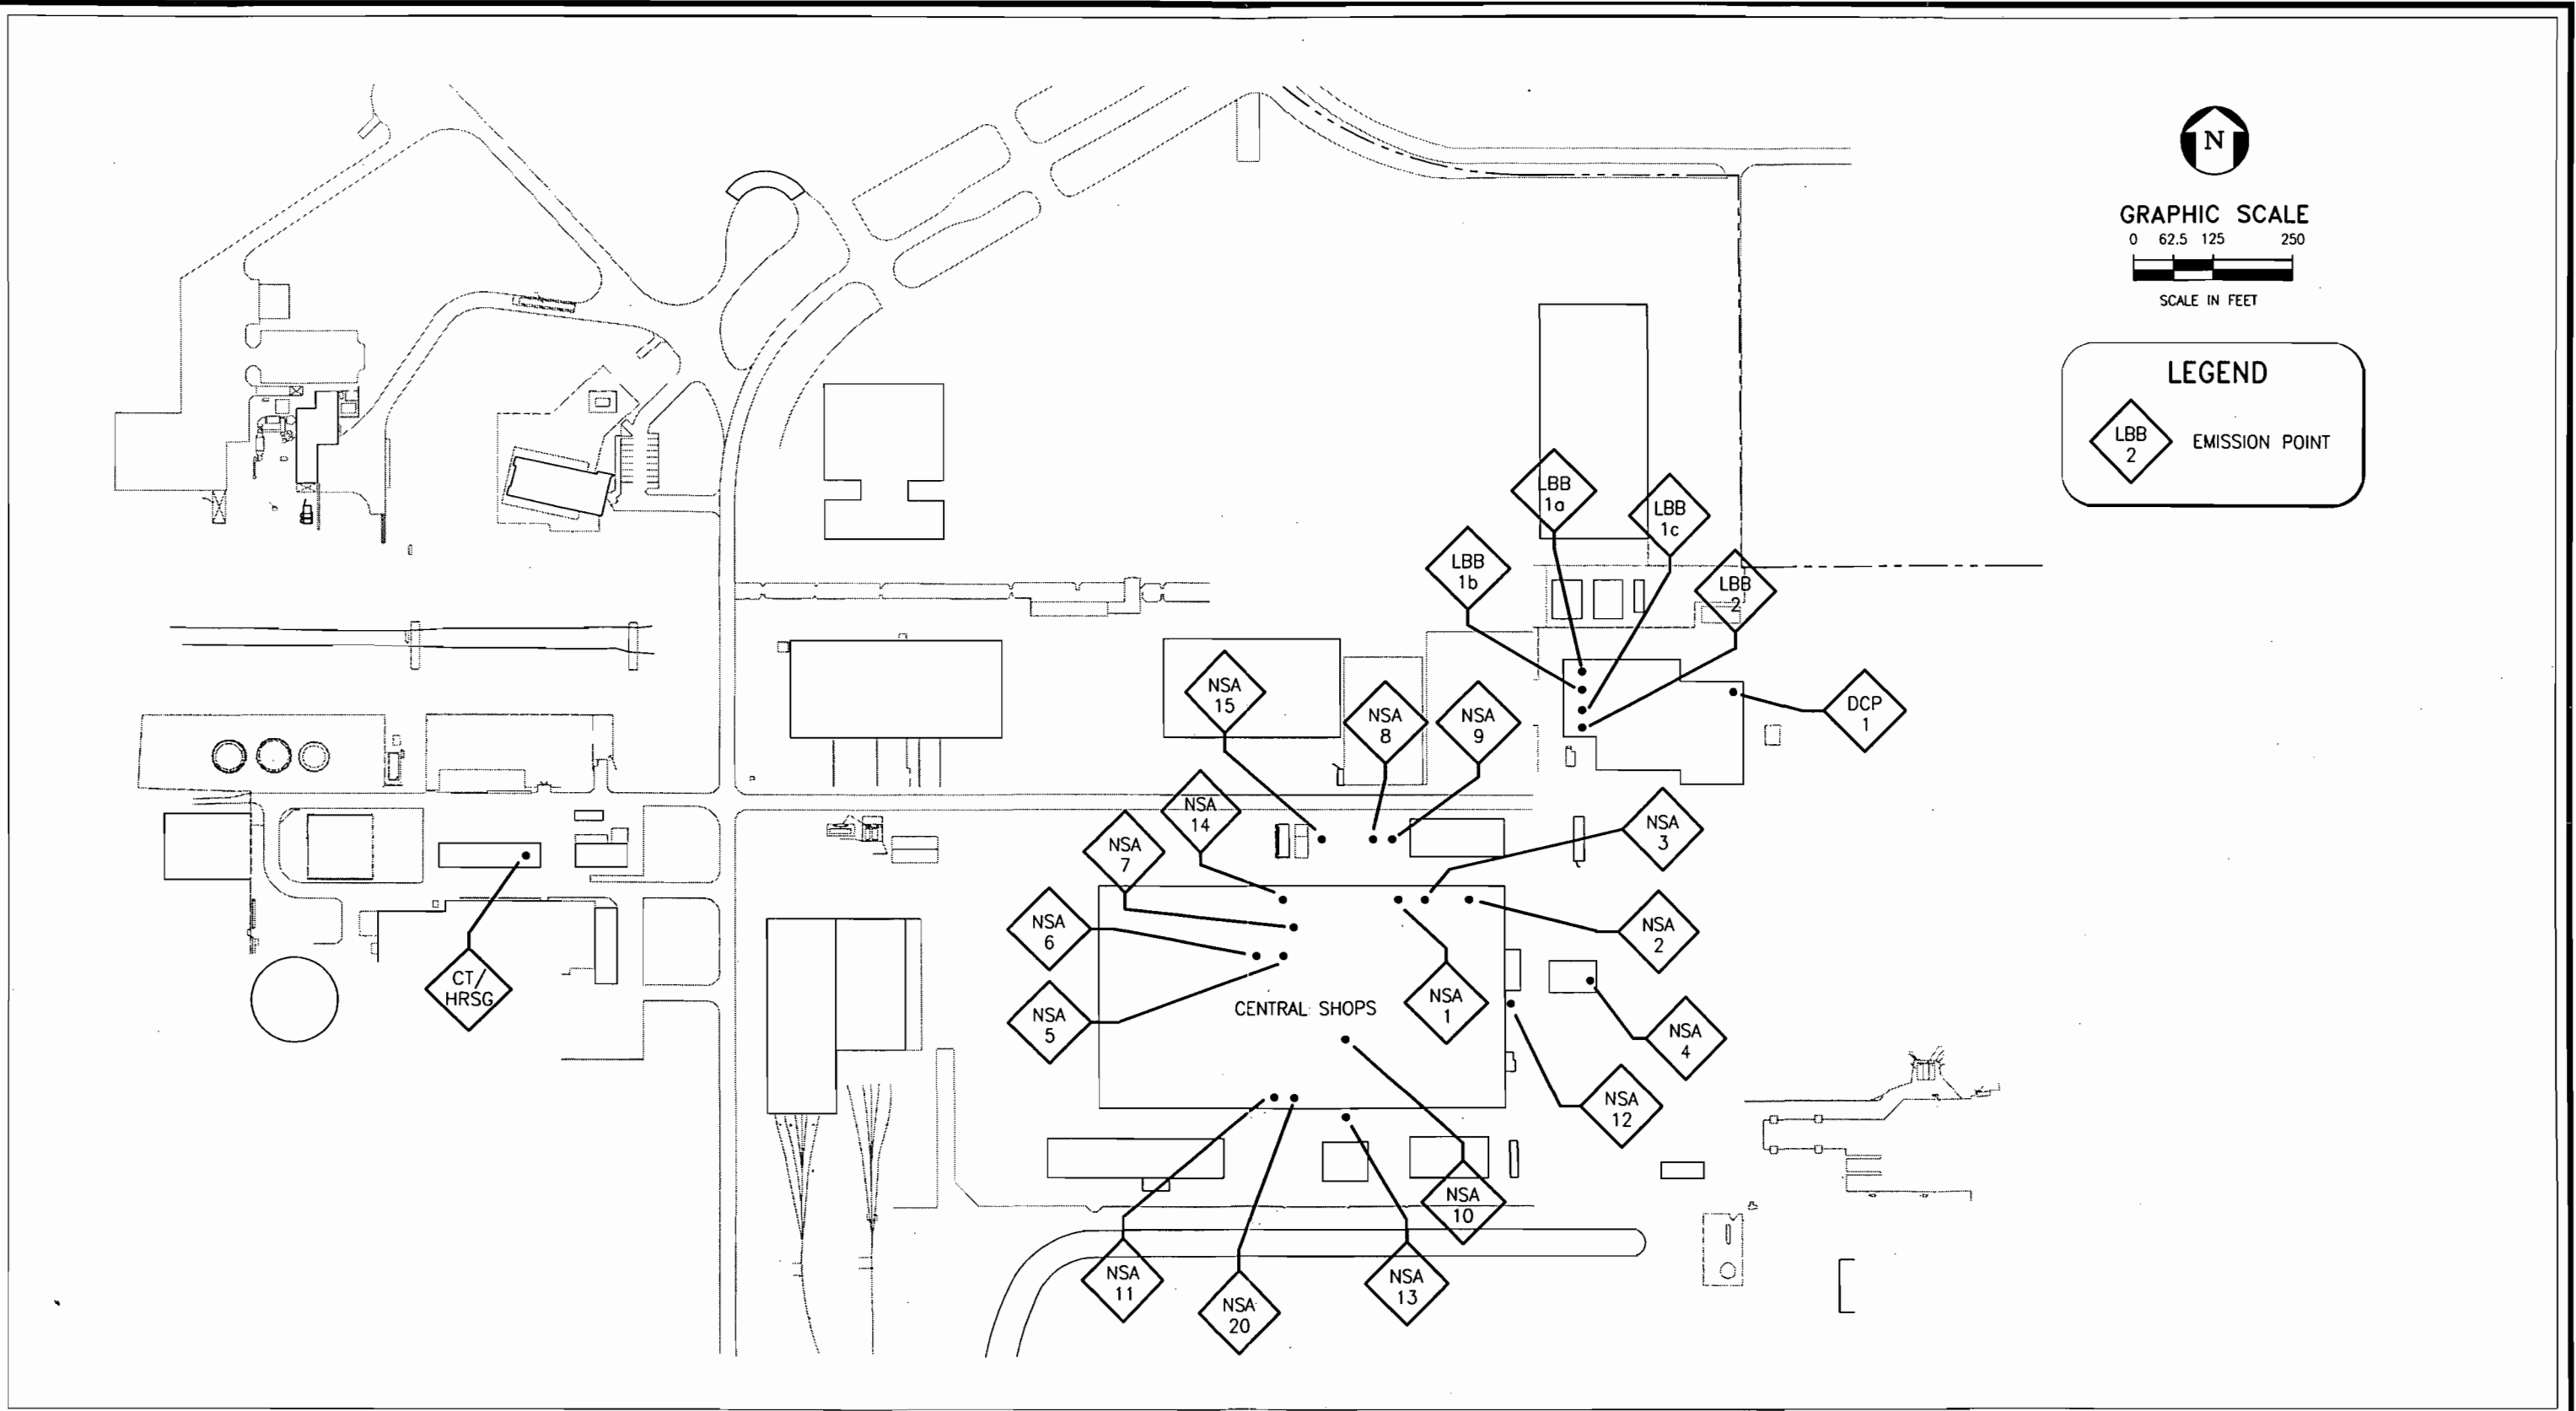 N
GRAPHIC SCALE
0 62.5 125 250
SCALE IN FEET
LEGEND
LBB
2
EMISSION POINT
LBB
1a
LBB
1c
LBB
1b
LBB
2
DCP
1
NSA
15
NSA
8
NSA
9
NSA
14
NSA
3
NSA
7
NSA
6
NSA
2
CT/
HRSG
NSA
5
CENTRAL SHOPS
NSA
1
NSA
4
NSA
12
NSA
10
NSA
11
NSA
13
NSA
20